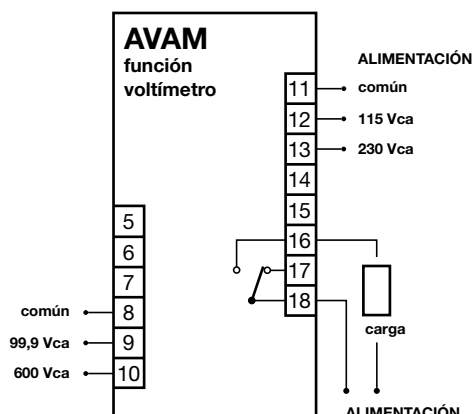 AVAM
función
voltímetro
ALIMENTACIÓN
11
común
12
115 Vca
13
230 Vca
14
15
16
17
18
carga
5
6
7
común
8
99,9 Vca
9
600 Vca
10
ALIMENTACIÓN